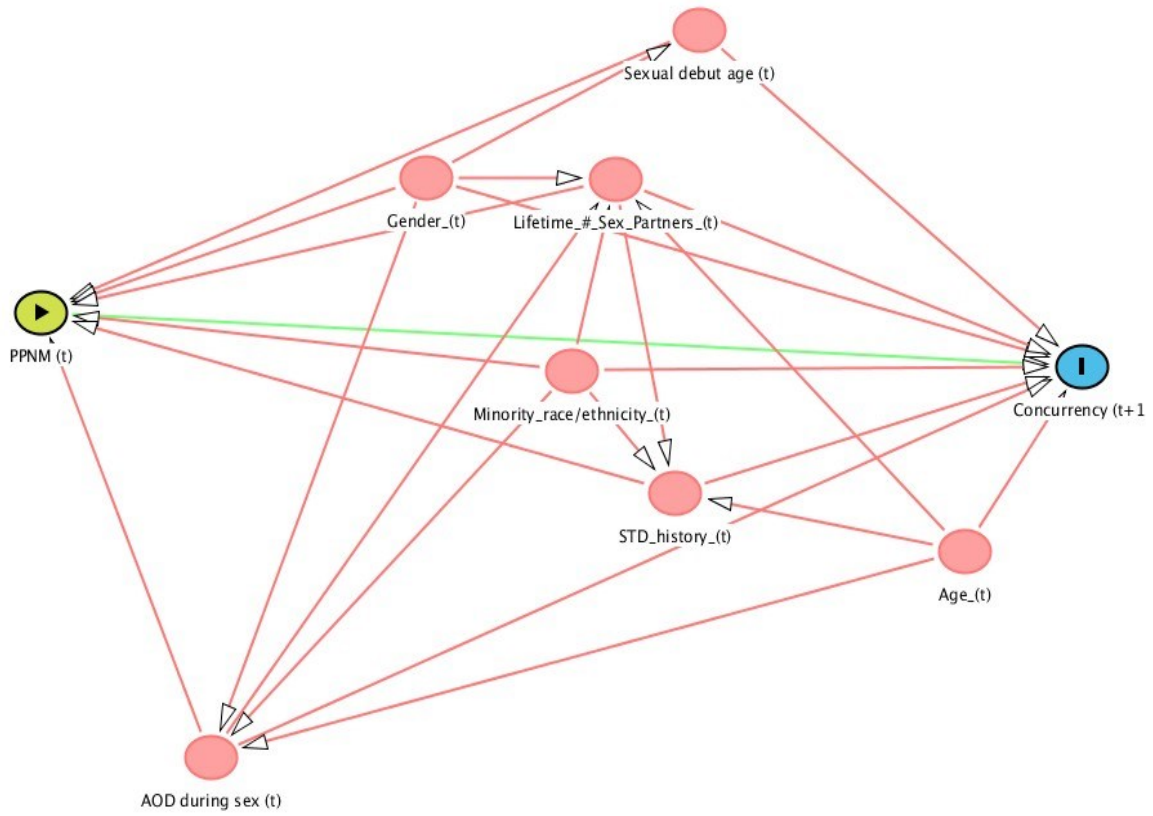 Sexual debut age (t)
Gender_(t)
Lifetime_#_Sex_Partners_(t)
PPNM (t)
Minority_race/ethnicity_(t)
Concurrency (t+1
STD_history_(t)
Age_(t)
AOD during sex (t)